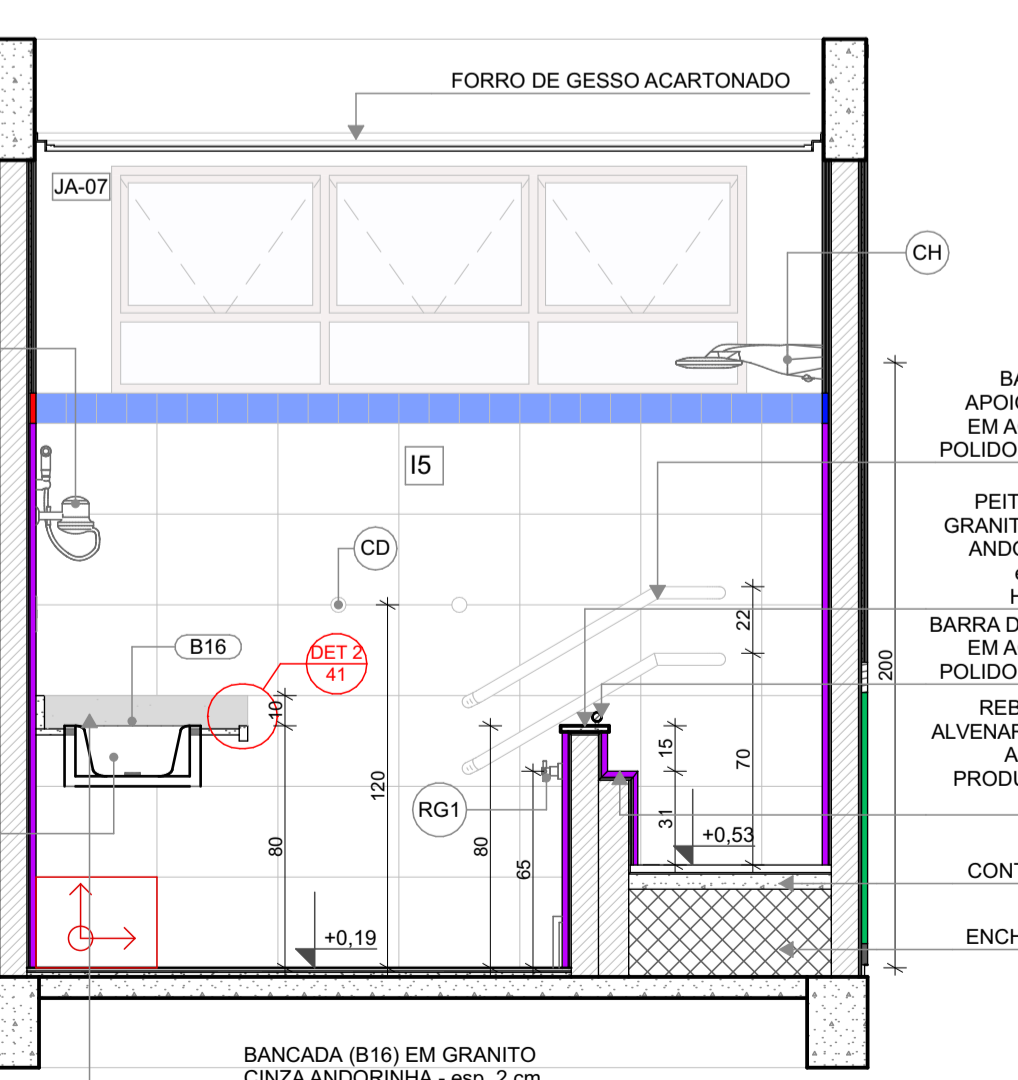 FORRO DE GESSO ACARTONADO
JA-07
CH
BA
APOIO
EM A
POLIDO
I5
PEIT
GRANIT
ANDO
H
CD
22
BARRA D
EM A
POLIDO
B16
DET 2
41
200
10
REB
ALVENAR
A
PRODU
15
70
120
RG1
31
+0,53
80
80
65
CONT
+0,19
ENCH
BANCADA (B16) EM GRANITO
CINZA ANDORINHA - esp. 2 cm